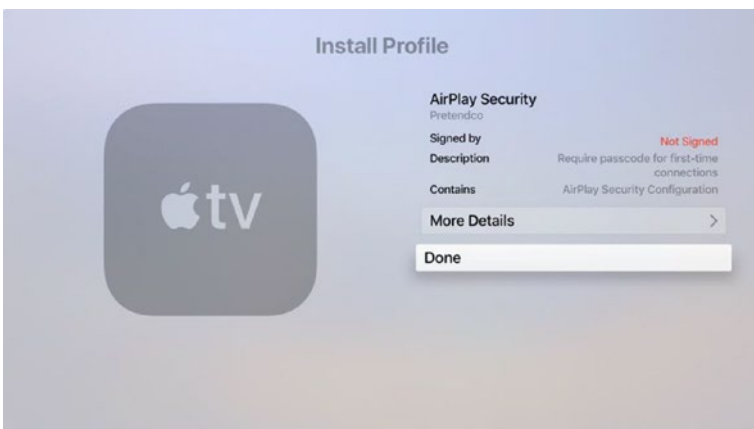 Install Profile
AirPlay Security
Pretendco
Signed by Not Signed
Description Require passcode for first-time
connections
Contains AirPlay Security Configuration
More Details
Done
tv